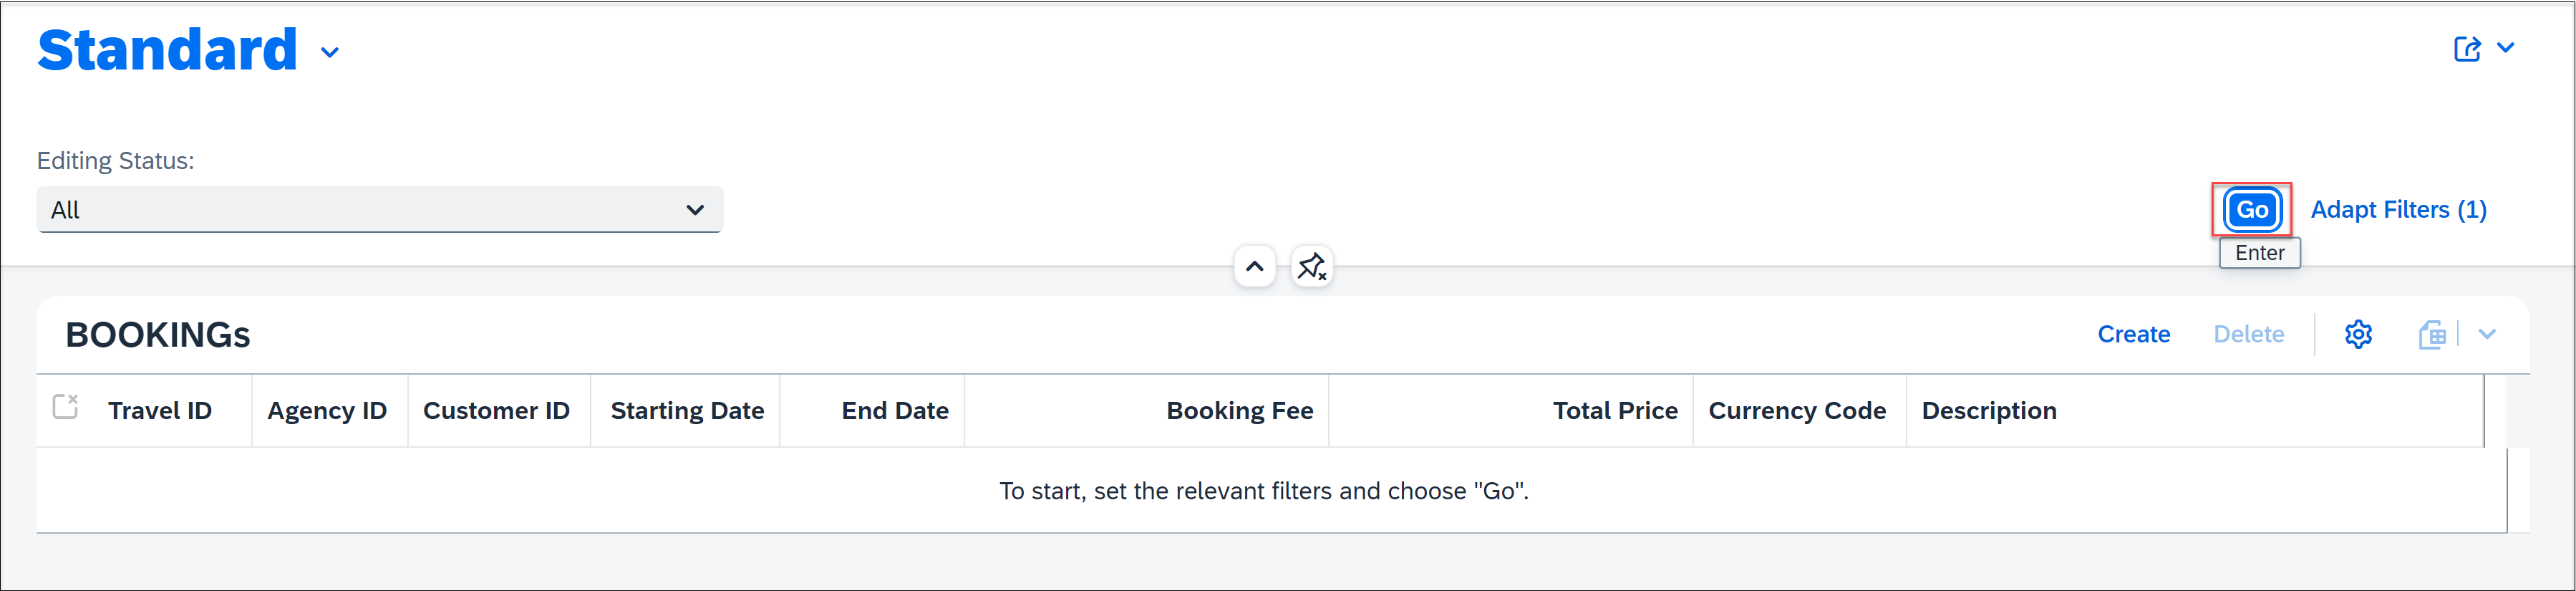 Standard
Editing Status:
All
Go Adapt Filters (1)
Enter
BOOKINGs Create Delete
Travel ID Agency ID Customer ID Starting Date End Date Booking Fee Total Price Currency Code Description
To start, set the relevant filters and choose "Go".